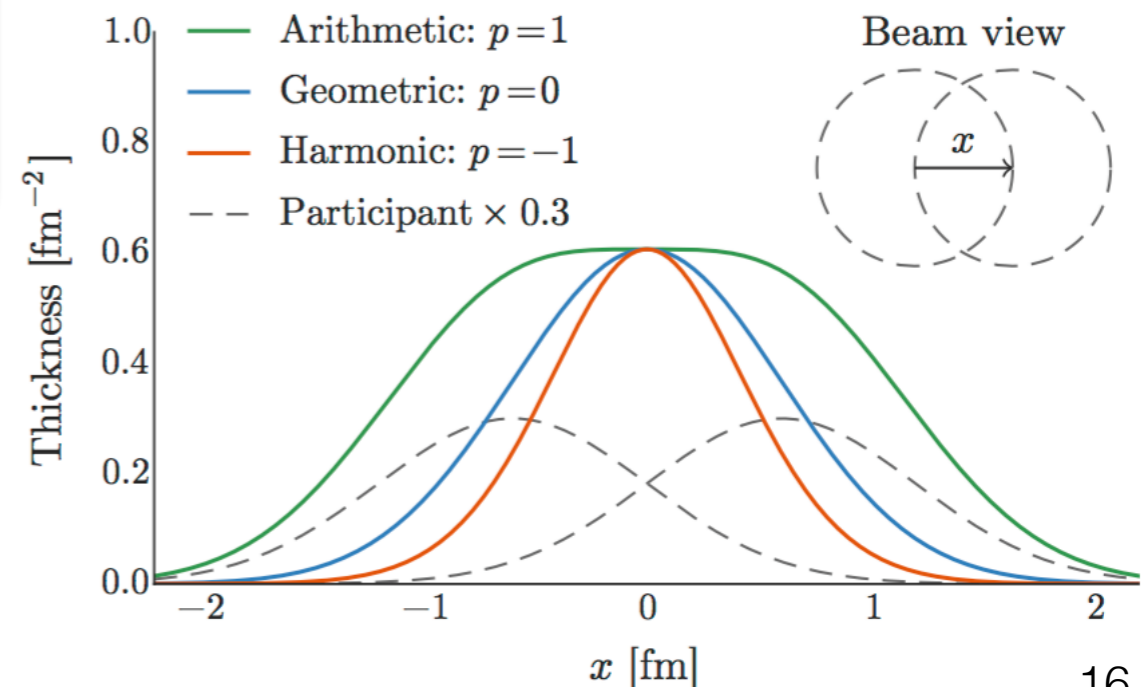 1.0
0.8
0.6
0.4
0.2
0.0
Thickness [fm⁻²]
Arithmetic: p=1
Geometric: p=0
Harmonic: p=−1
Participant × 0.3
Beam view
x
−2 −1 0 1 2
x [fm]
16